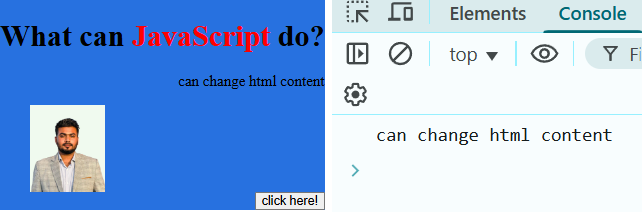 What can JavaScript do?
can change html content
click here!
Elements
Console
top
Fi
can change html content